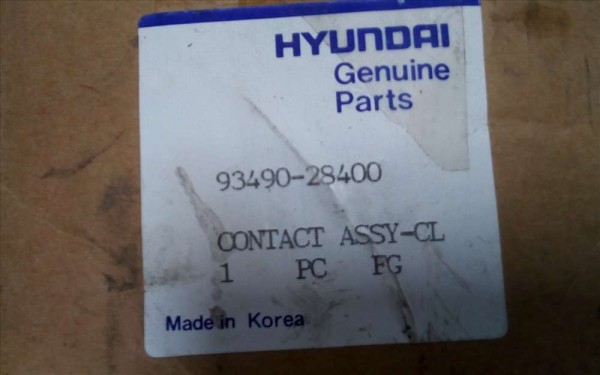 HYUNDAI
Genuine
Parts
93490-28400
CONTACT ASSY-CL
1 PC FG
Made in Korea